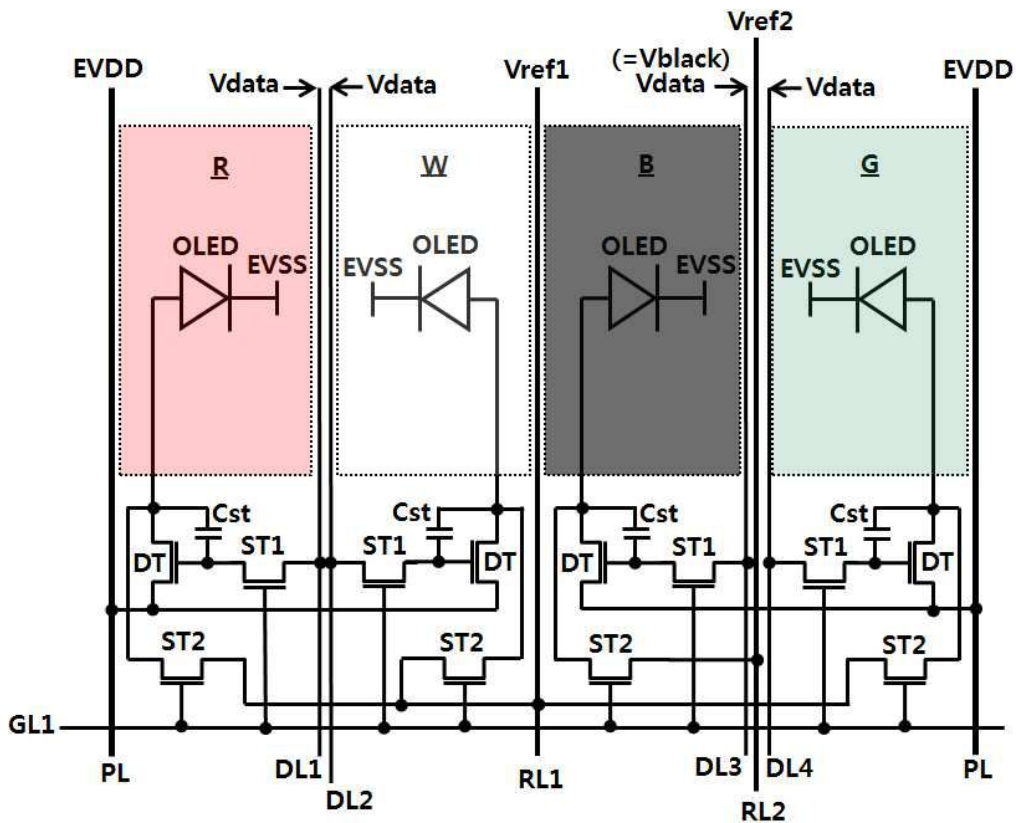 Vref2
EVDD
Vdata
Vdata
Vref1
(=Vblack)
Vdata
Vdata
EVDD
R
W
B
G
OLED
EVSS
OLED
EVSS
OLED
EVSS
OLED
EVSS
Cst
DT
ST1
Cst
ST1
DT
Cst
DT
ST1
Cst
ST1
DT
ST2
ST2
ST2
ST2
GL1
PL
DL1
DL2
RL1
DL3
DL4
RL2
PL